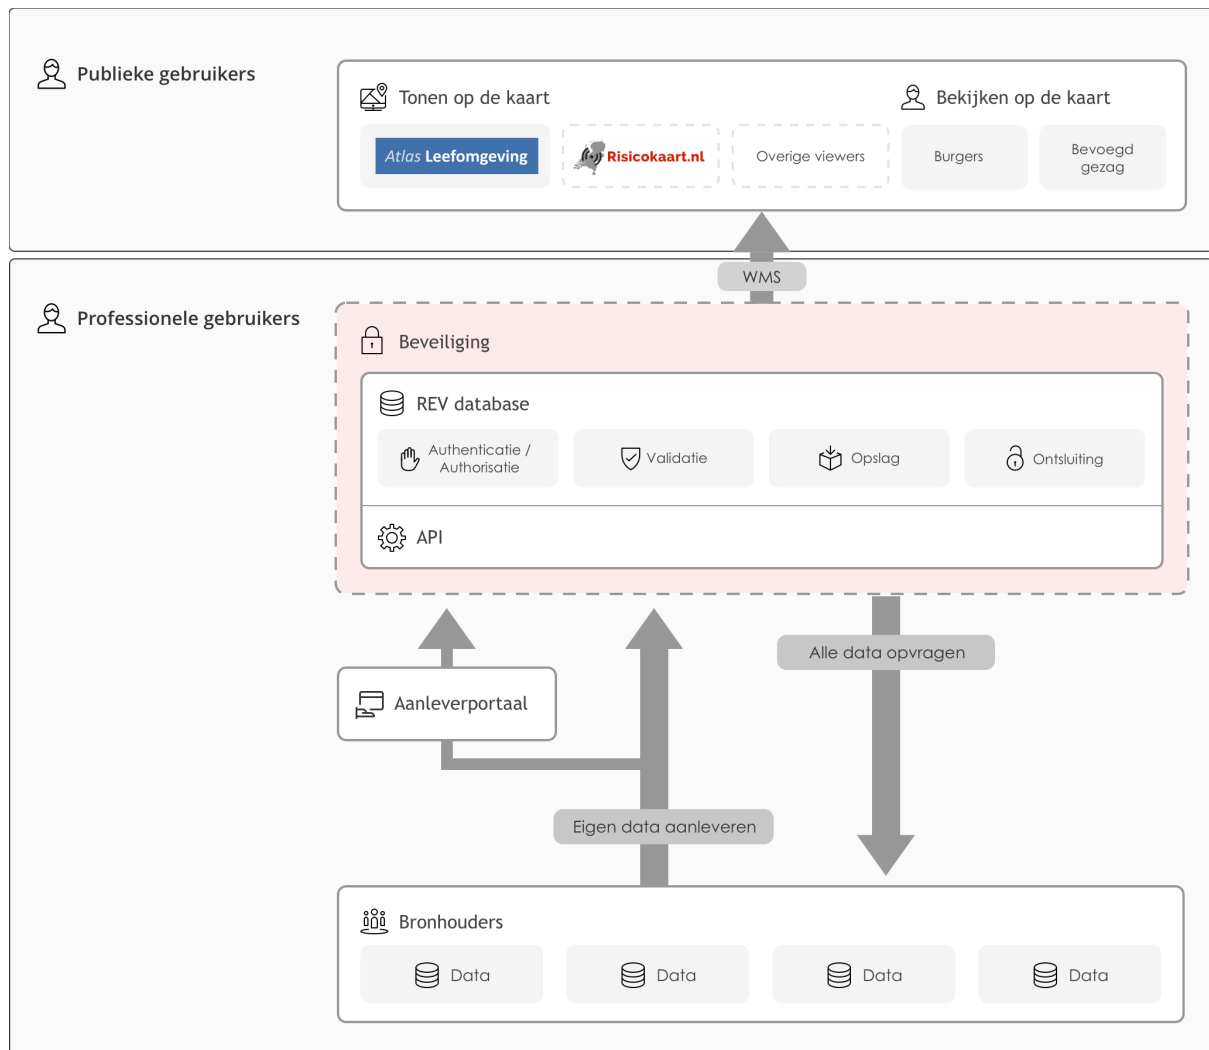 Publieke gebruikers
Tonen op de kaart
Atlas Leefomgeving
Risicokaart.nl
Overige viewers
Bekijken op de kaart
Burgers
Bevoegd
gezag
WMS
Professionele gebruikers
Beveiliging
REV database
Authenticatie /
Authorisatie
Validatie
Opslag
Ontsluiting
API
Alle data opvragen
Aanleverportaal
Eigen data aanleveren
Bronhouders
Data
Data
Data
Data